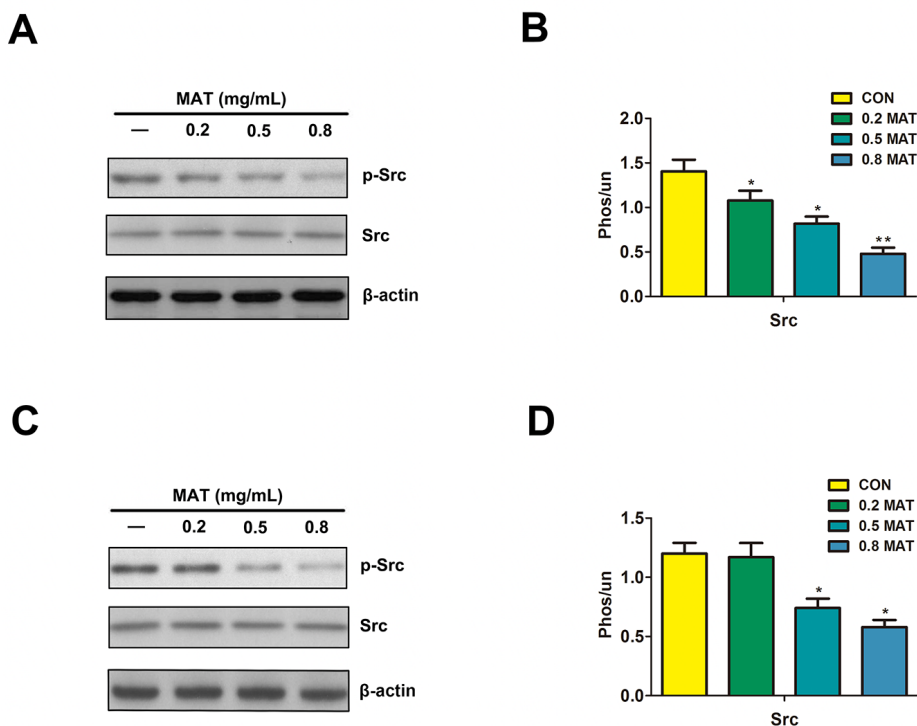 A
MAT (mg/mL)
— 0.2 0.5 0.8
p-Src
Src
β-actin
B
CON
0.2 MAT
0.5 MAT
0.8 MAT
Phos/un
2.0
1.5
1.0
0.5
0.0
*
*
**
Src
C
MAT (mg/mL)
— 0.2 0.5 0.8
p-Src
Src
β-actin
D
CON
0.2 MAT
0.5 MAT
0.8 MAT
Phos/un
1.5
1.0
0.5
0.0
*
*
Src